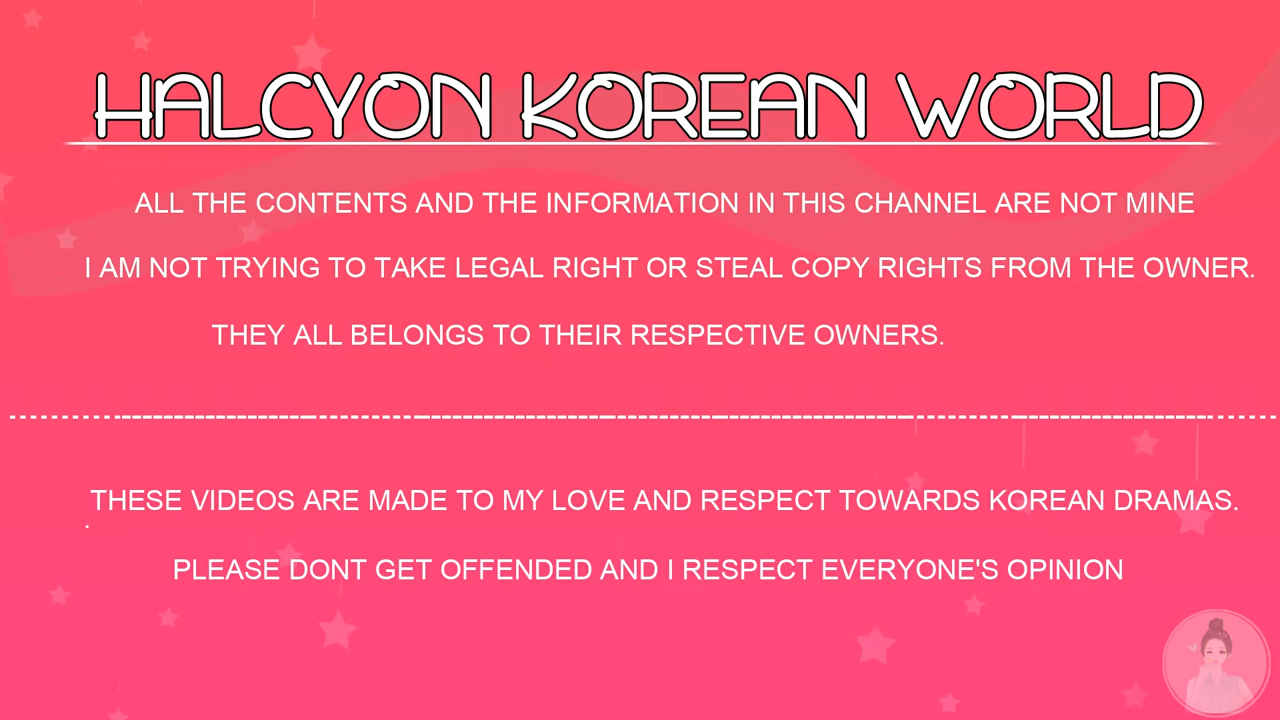 HALCYON KOREAN WORLD
ALL THE CONTENTS AND THE INFORMATION IN THIS CHANNEL ARE NOT MINE
I AM NOT TRYING TO TAKE LEGAL RIGHT OR STEAL COPY RIGHTS FROM THE OWNER.
THEY ALL BELONGS TO THEIR RESPECTIVE OWNERS.
THESE VIDEOS ARE MADE TO MY LOVE AND RESPECT TOWARDS KOREAN DRAMAS.
.
PLEASE DONT GET OFFENDED AND I RESPECT EVERYONE'S OPINION